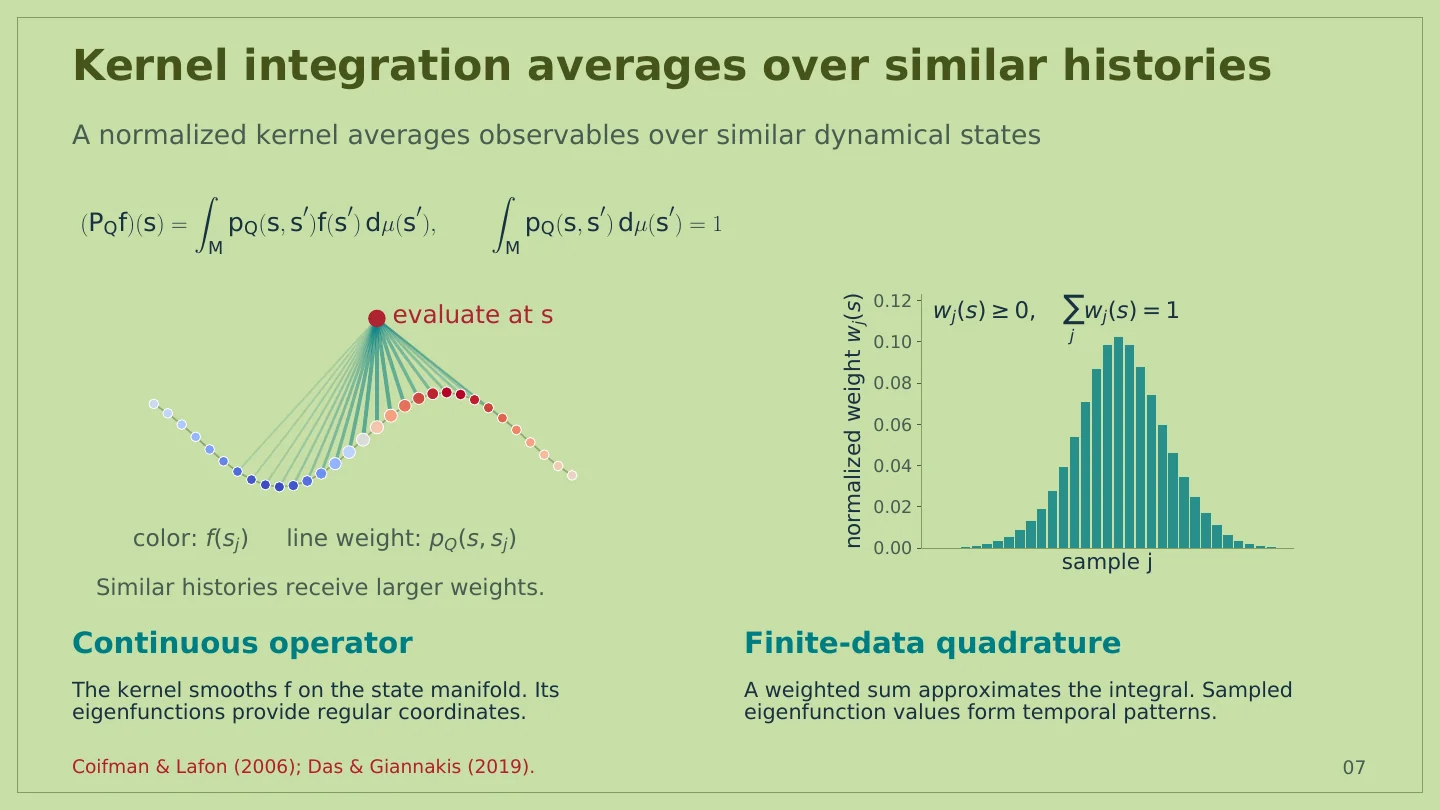 Kernel integration averages over similar histories
A normalized kernel averages observables over similar dynamical states
(P_Q f)(s) = ∫_M p_Q(s, s′)f(s′) dμ(s′),   ∫_M p_Q(s, s′) dμ(s′) = 1
evaluate at s
color: f(s_j)   line weight: p_Q(s, s_j)
Similar histories receive larger weights.
normalized weight w_j(s)
0.12
0.10
0.08
0.06
0.04
0.02
0.00
w_j(s) ≥ 0,   ∑_j w_j(s) = 1
sample j
Continuous operator
The kernel smooths f on the state manifold. Its
eigenfunctions provide regular coordinates.
Finite-data quadrature
A weighted sum approximates the integral. Sampled
eigenfunction values form temporal patterns.
Coifman & Lafon (2006); Das & Giannakis (2019).
07